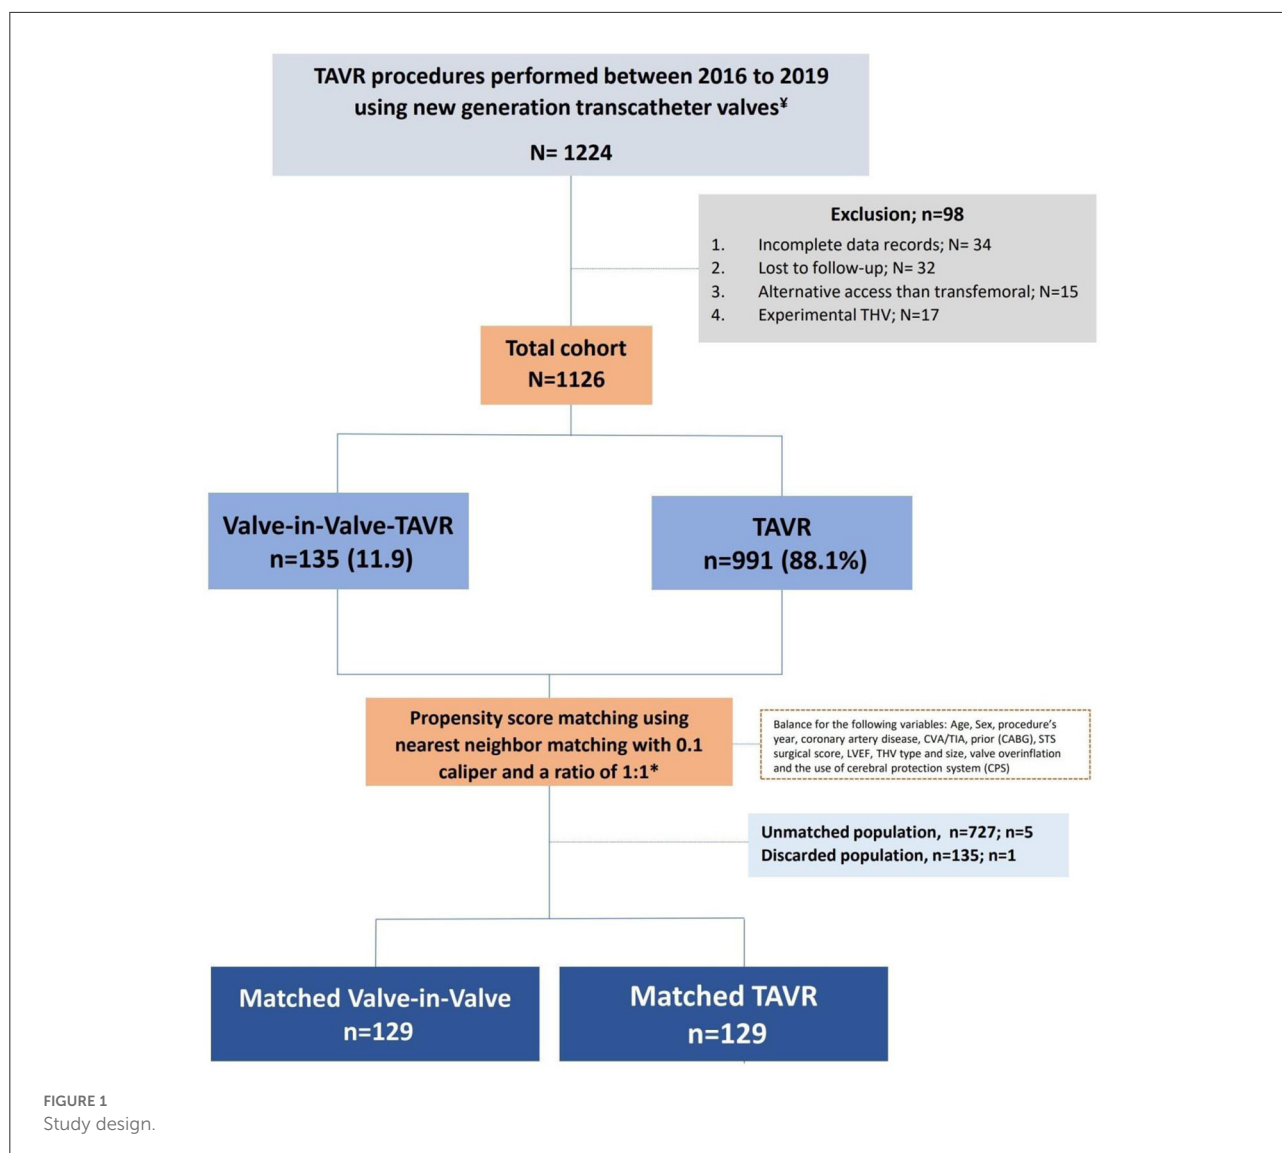 TAVR procedures performed between 2016 to 2019
using new generation transcatheter valves¥
N= 1224
Exclusion; n=98
1. Incomplete data records; N= 34
2. Lost to follow-up; N= 32
3. Alternative access than transfemoral; N=15
4. Experimental THV; N=17
Total cohort
N=1126
Valve-in-Valve-TAVR
n=135 (11.9)
TAVR
n=991 (88.1%)
Propensity score matching using
nearest neighbor matching with 0.1
caliper and a ratio of 1:1*
Balance for the following variables: Age, Sex, procedure's
year, coronary artery disease, CVA/TIA, prior (CABG), STS
surgical score, LVEF, THV type and size, valve overinflation
and the use of cerebral protection system (CPS)
Unmatched population, n=727; n=5
Discarded population, n=135; n=1
Matched Valve-in-Valve
n=129
Matched TAVR
n=129
FIGURE 1
Study design.